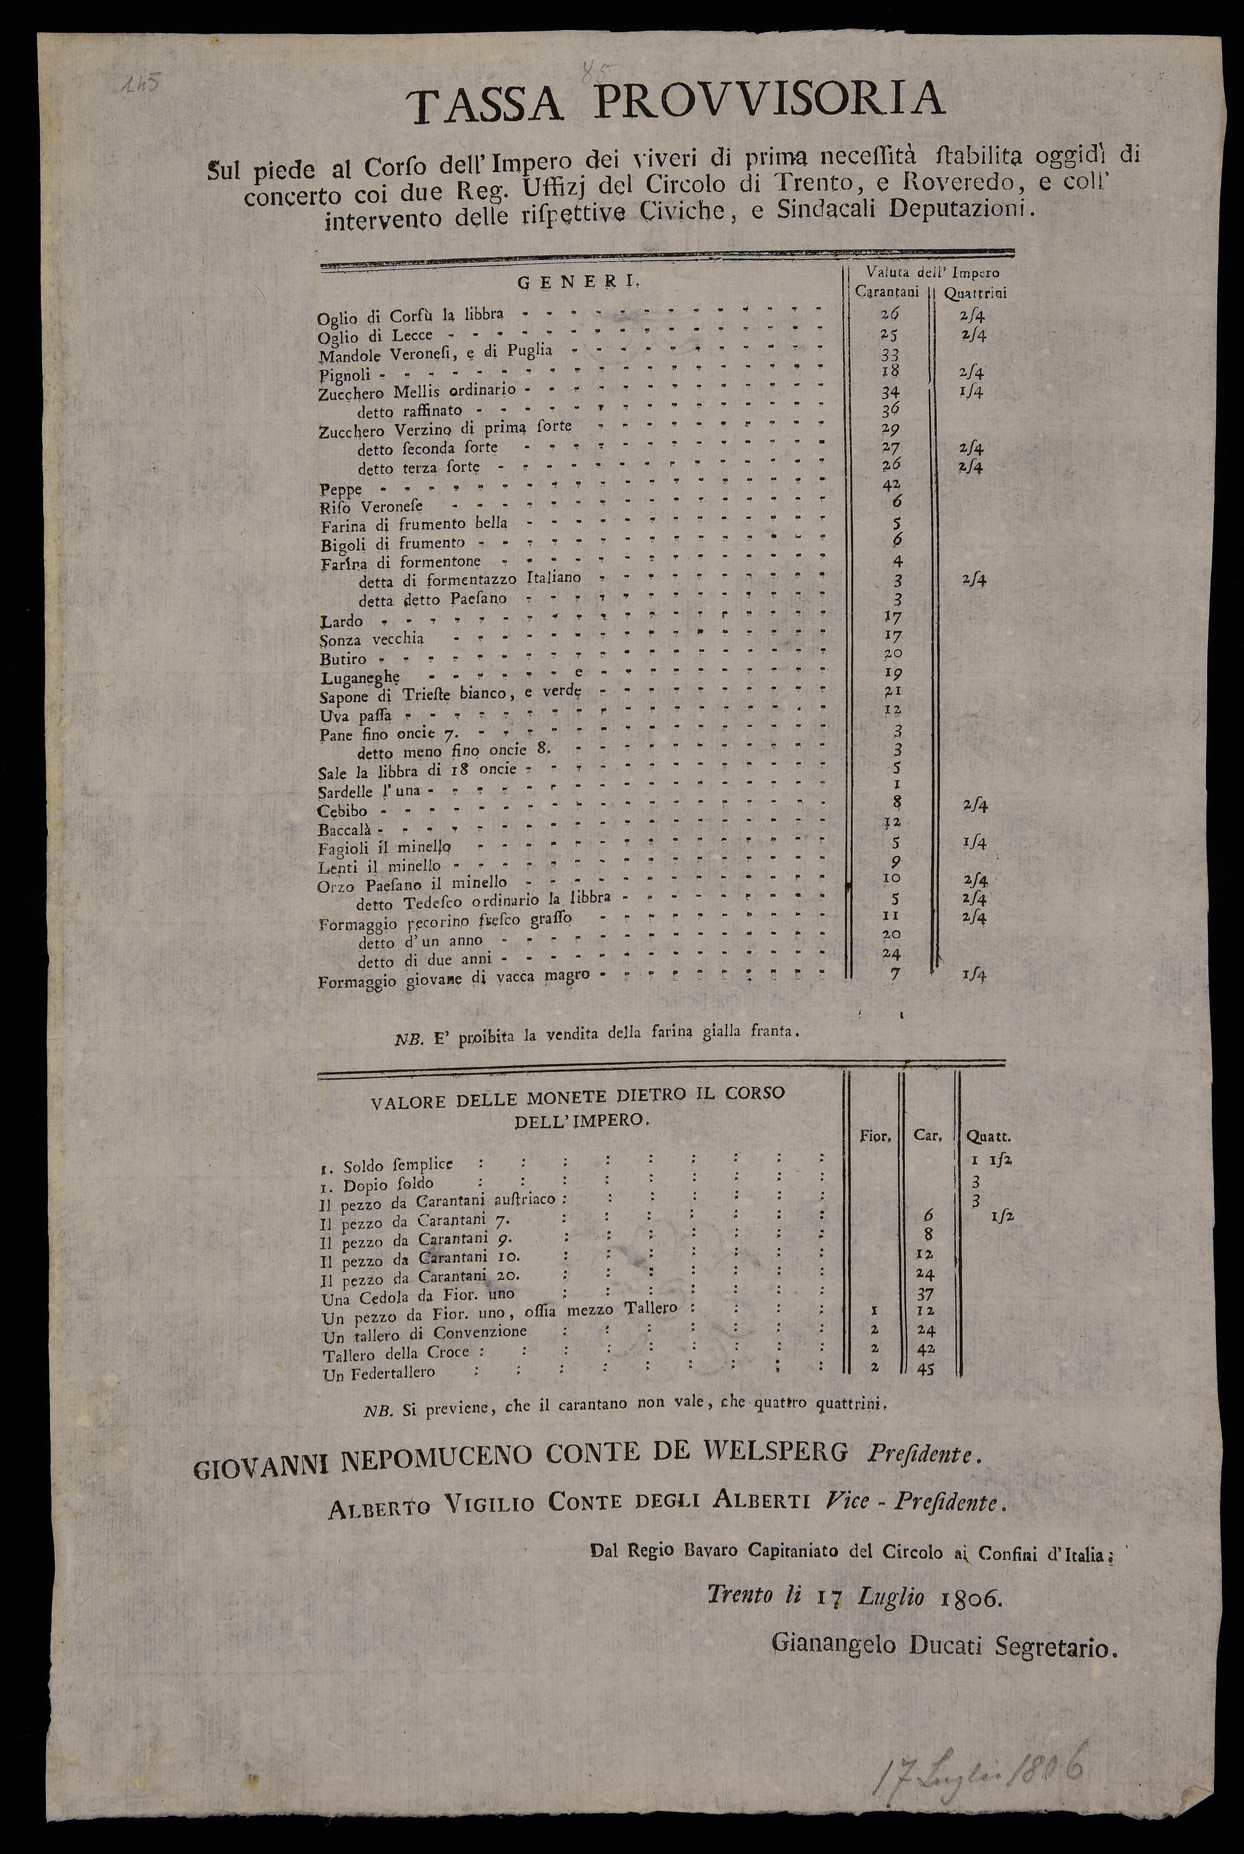 145
85
TASSA PROVVISORIA
Sul piede al Corſo dell' Impero dei viveri di prima neceſſità ſtabilita oggidì di
concerto coi due Reg. Uffizj del Circolo di Trento, e Roveredo, e coll'
intervento delle riſpettive Civiche, e Sindacali Deputazioni.
GENERI. Valuta dell' Impero
Carantani Quattrini
Oglio di Corfù la libbra 26 2/4
Oglio di Lecce 25 2/4
Mandole Veroneſi, e di Puglia 33
Pignoli 18 2/4
Zucchero Mellis ordinario 34 1/4
detto raffinato 36
Zucchero Verzino di prima ſorte 29
detto ſeconda ſorte 27 2/4
detto terza ſorte 26 2/4
Peppe 42
Riſo Veroneſe 6
Farina di frumento bella 5
Bigoli di frumento 6
Farina di formentone 4
detta di formentazzo Italiano 3 2/4
detta detto Paeſano 3
Lardo 17
Sonza vecchia 17
Butiro 20
Luganeghe e 19
Sapone di Trieſte bianco, e verde 21
Uva paſſa 12
Pane fino oncie 7. 3
detto meno fino oncie 8. 3
Sale la libbra di 18 oncie 5
Sardelle l' una 1
Cebibo 8 2/4
Baccalà 12
Fagioli il minello 5 1/4
Lenti il minello 9
Orzo Paeſano il minello 10 2/4
detto Tedeſco ordinario la libbra 5 2/4
Formaggio pecorino freſco graſſo 11 2/4
detto d' un anno 20
detto di due anni 24
Formaggio giovane di vacca magro 7 1/4
NB. E' proibita la vendita della farina gialla franta.
VALORE DELLE MONETE DIETRO IL CORSO
DELL' IMPERO.
Fior. Car. Quatt.
1. Soldo ſemplice 1 1/2
1. Dopio ſoldo 3
Il pezzo da Carantani auſtriaco 3
Il pezzo da Carantani 7. 6 1/2
Il pezzo da Carantani 9. 8
Il pezzo da Carantani 10. 12
Il pezzo da Carantani 20. 24
Una Cedola da Fior. uno 37
Un pezzo da Fior. uno, oſſia mezzo Tallero 1 12
Un tallero di Convenzione 2 24
Tallero della Croce 2 42
Un Federtallero 2 45
NB. Si previene, che il carantano non vale, che quattro quattrini.
GIOVANNI NEPOMUCENO CONTE DE WELSPERG Preſidente.
ALBERTO VIGILIO CONTE DEGLI ALBERTI Vice - Preſidente.
Dal Regio Bavaro Capitaniato del Circolo ai Confini d' Italia;
Trento li 17 Luglio 1806.
Gianangelo Ducati Segretario.
17 Luglio 1806